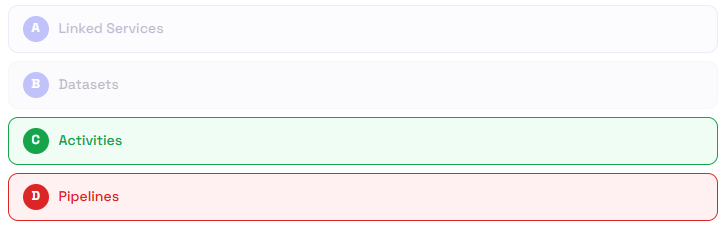 A Linked Services
B Datasets
C Activities
D Pipelines